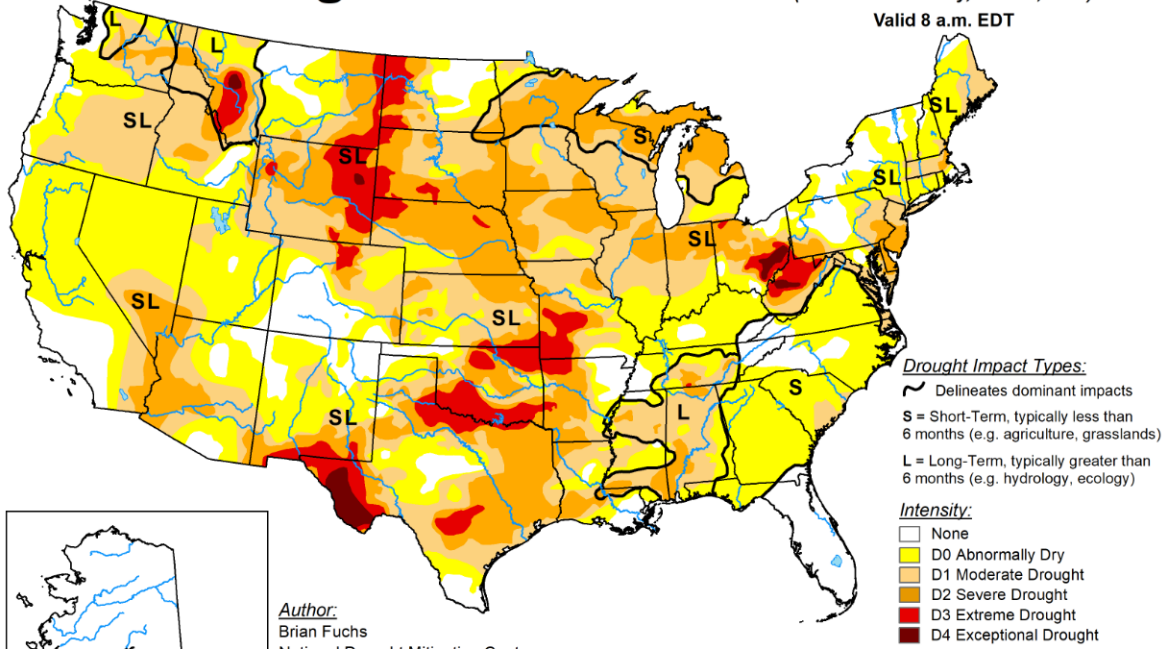 Valid 8 a.m. EDT
L
L
SL
SL
S
SL
SL
SL
SL
SL
SL
S
L
Drought Impact Types:
Delineates dominant impacts
S = Short-Term, typically less than
6 months (e.g. agriculture, grasslands)
L = Long-Term, typically greater than
6 months (e.g. hydrology, ecology)
Intensity:
None
D0 Abnormally Dry
D1 Moderate Drought
D2 Severe Drought
D3 Extreme Drought
D4 Exceptional Drought
Author:
Brian Fuchs